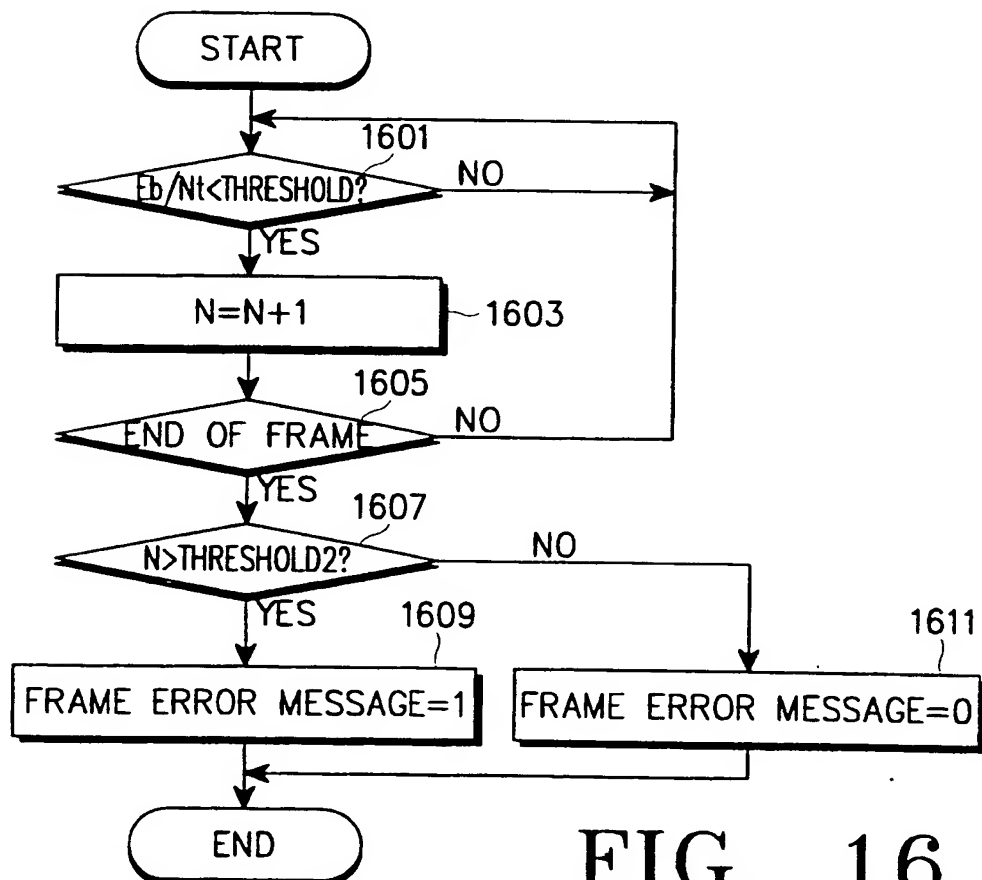 START
1601
Eb/Nt<THRESHOLD?
NO
YES
N=N+1
1603
1605
END OF FRAME
NO
YES
1607
N>THRESHOLD2?
NO
YES
1609
1611
FRAME ERROR MESSAGE=1
FRAME ERROR MESSAGE=0
END
FIG. 16